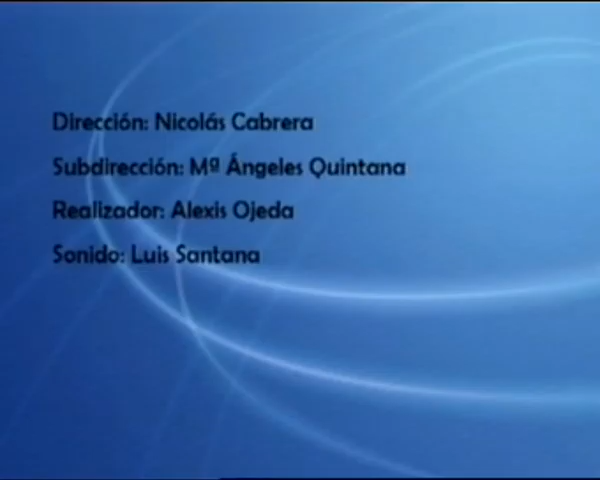 Dirección: Nicolás Cabrera
Subdirección: Mª Ángeles Quintana
Realizador: Alexis Ojeda
Sonido: Luis Santana